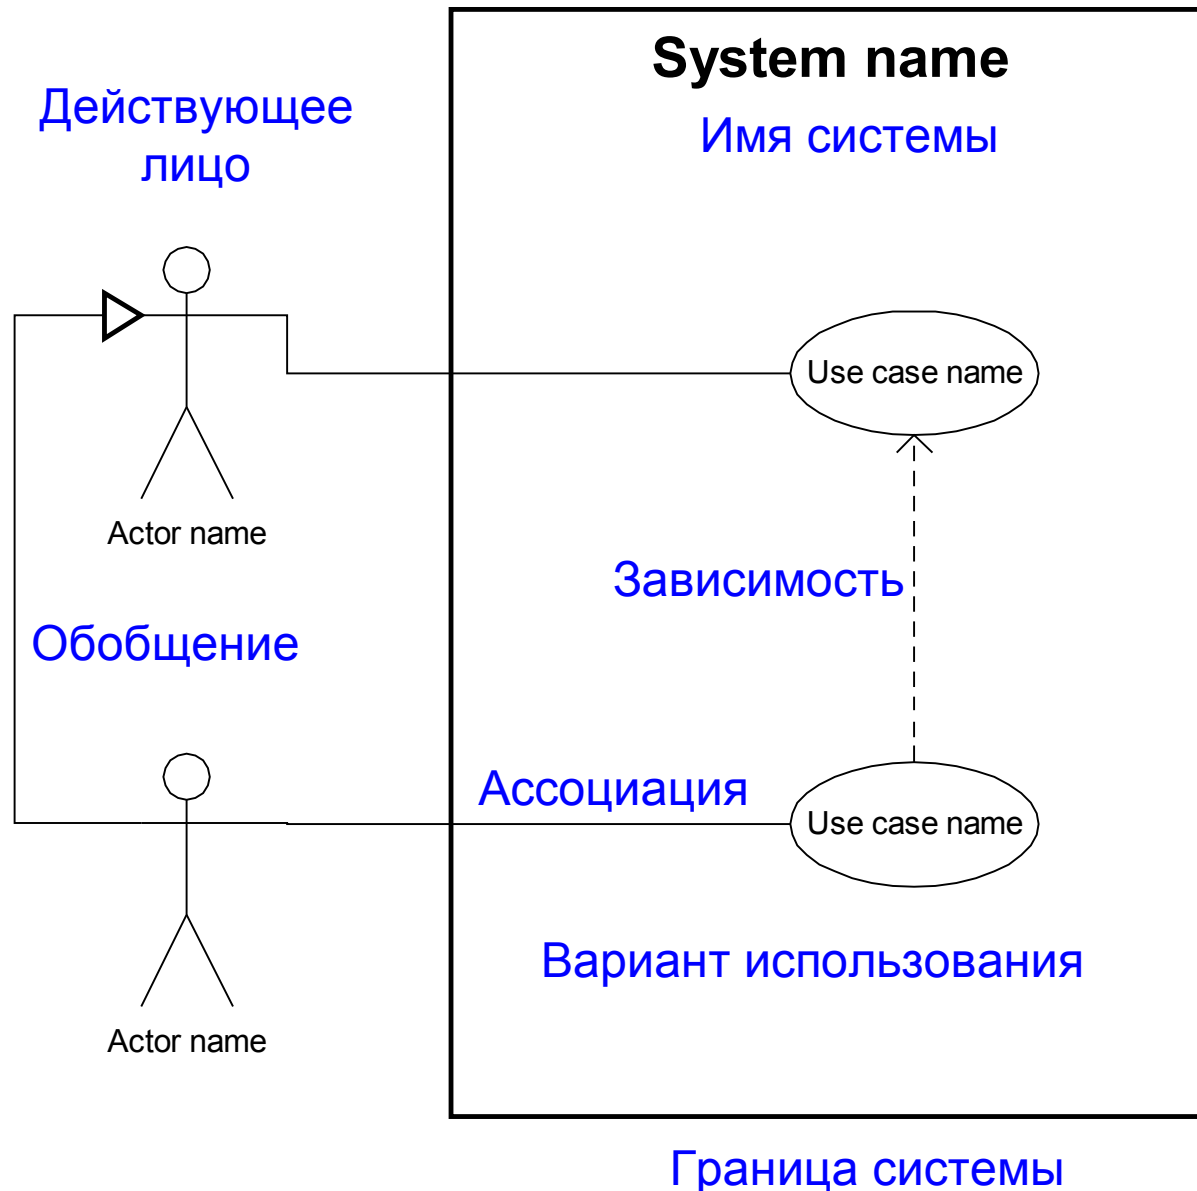 System name
Имя системы
Действующее
лицо
Use case name
Actor name
Зависимость
Обобщение
Ассоциация
Use case name
Вариант использования
Actor name
Граница системы